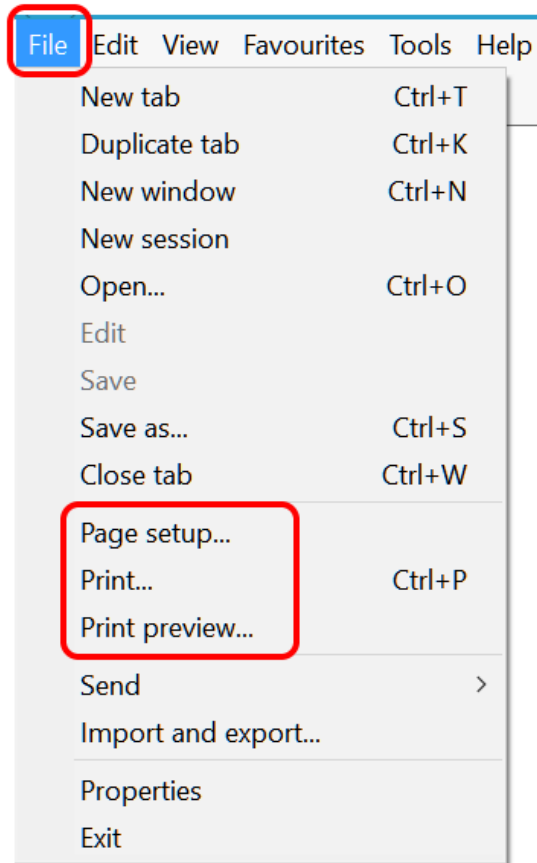 File Edit View Favourites Tools Help
New tab Ctrl+T
Duplicate tab Ctrl+K
New window Ctrl+N
New session
Open... Ctrl+O
Edit
Save
Save as... Ctrl+S
Close tab Ctrl+W
Page setup...
Print... Ctrl+P
Print preview...
Send
Import and export...
Properties
Exit